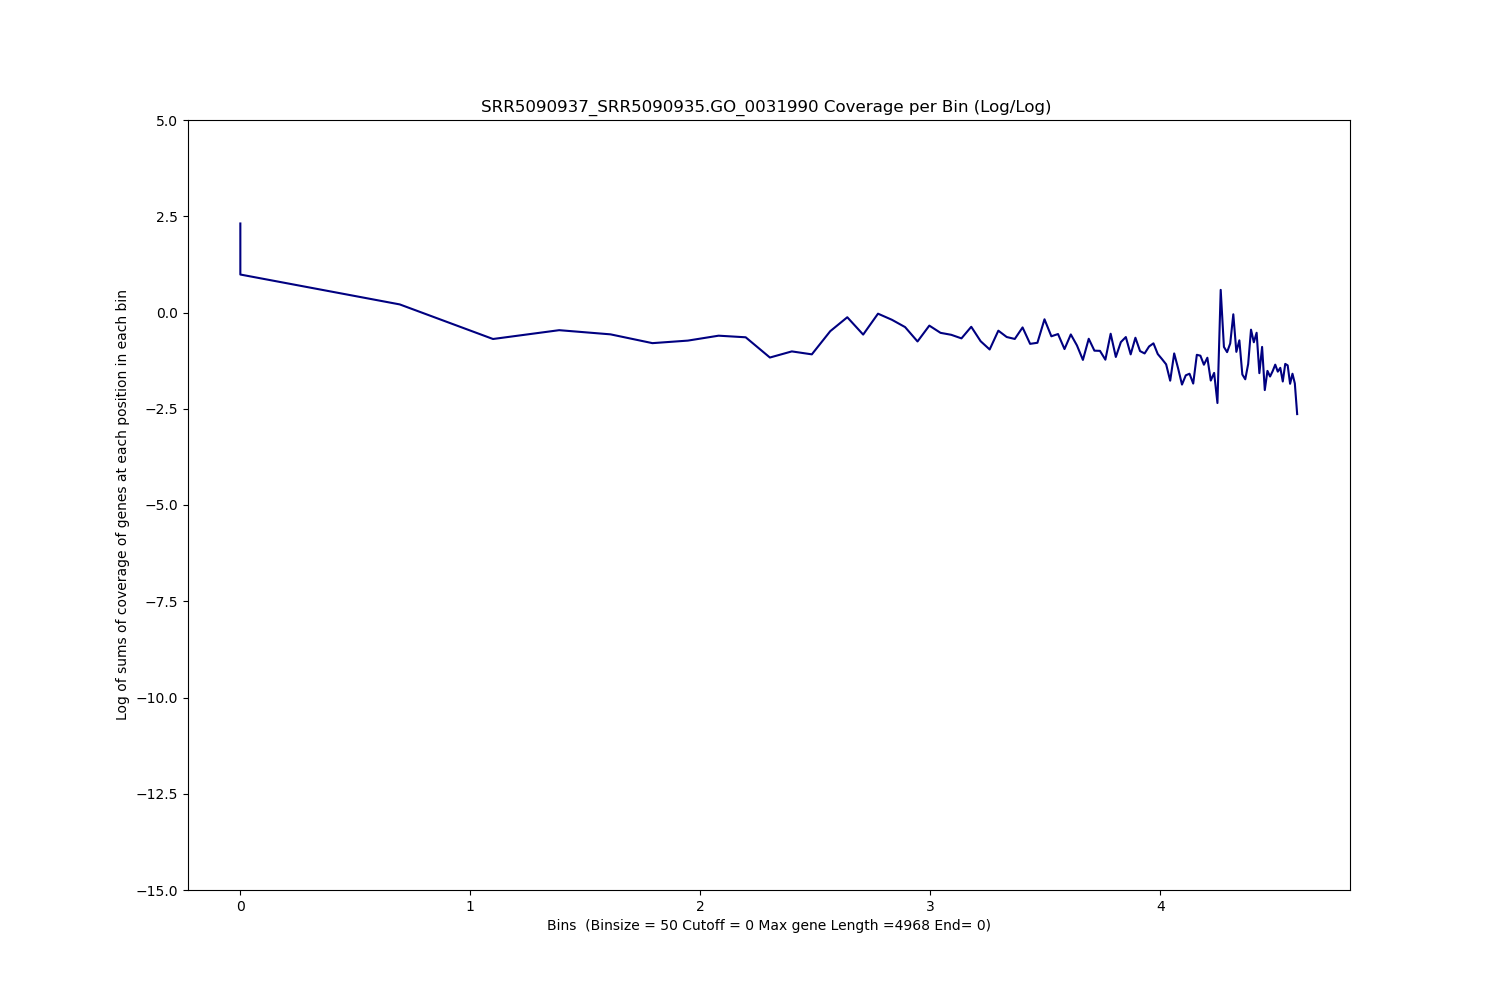 SRR5090937_SRR5090935.GO_0031990 Coverage per Bin (Log/Log)
Log of sums of coverage of genes at each position in each bin
5.0
2.5
0.0
−2.5
−5.0
−7.5
−10.0
−12.5
−15.0
0 1 2 3 4
Bins  (Binsize = 50 Cutoff = 0 Max gene Length =4968 End= 0)